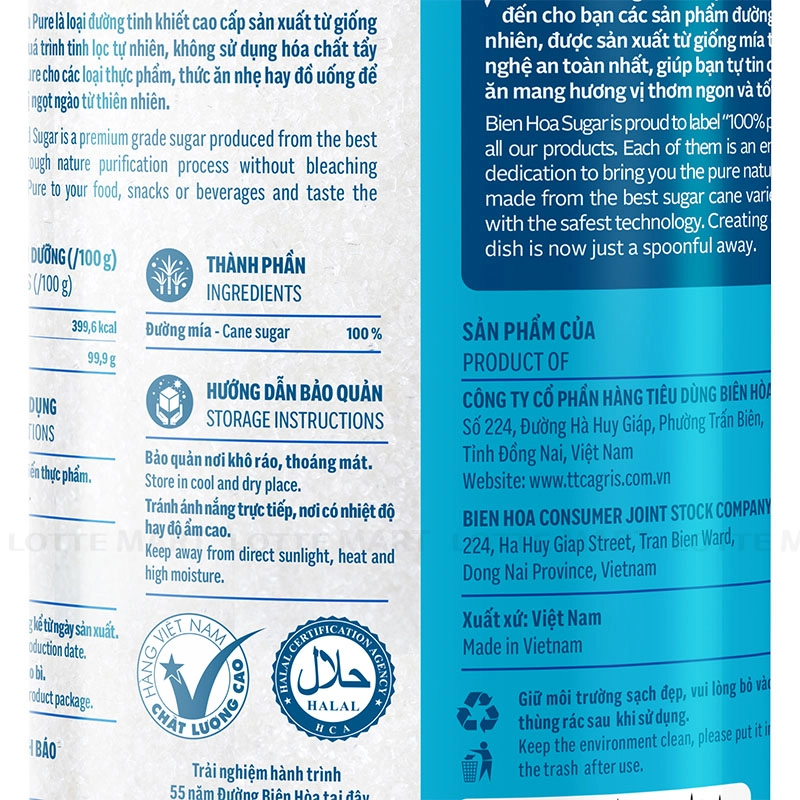 Pure là loại đường tinh khiết cao cấp sản xuất từ giống
trình tinh lọc tự nhiên, không sử dụng hóa chất tẩy
cho các loại thực phẩm, thức ăn nhẹ hay đồ uống để
ngọt ngào từ thiên nhiên.
Sugar is a premium grade sugar produced from the best
nature purification process without bleaching
Pure to your food, snacks or beverages and taste the
DƯỠNG (/100 g)
(/100 g)
399,6 kcal
99,9 g
THÀNH PHẦN
INGREDIENTS
Đường mía - Cane sugar 100 %
HƯỚNG DẪN BẢO QUẢN
STORAGE INSTRUCTIONS
Bảo quản nơi khô ráo, thoáng mát.
Store in cool and dry place.
Tránh ánh nắng trực tiếp, nơi có nhiệt độ
hay độ ẩm cao.
Keep away from direct sunlight, heat and
high moisture.
thực phẩm.
kể từ ngày sản xuất.
date.
bì.
package.
BÁO
HÀNG VIỆT NAM
CHẤT LƯỢNG CAO
HALAL CERTIFICATION AGENCY
حلال
HALAL
HCA
Trải nghiệm hành trình
55 năm Đường Biên Hòa tại đây
đến cho bạn các sản phẩm đường
nhiên, được sản xuất từ giống mía
nghệ an toàn nhất, giúp bạn tự tin
ăn mang hương vị thơm ngon và
Bien Hoa Sugar is proud to label "100%
all our products. Each of them is an
dedication to bring you the pure
made from the best sugar cane
with the safest technology. Creating
dish is now just a spoonful away.
SẢN PHẨM CỦA
PRODUCT OF
CÔNG TY CỔ PHẦN HÀNG TIÊU DÙNG BIÊN HÒA
Số 224, Đường Hà Huy Giáp, Phường Trấn Biên,
Tỉnh Đồng Nai, Việt Nam
Website: www.ttcagris.com.vn
BIEN HOA CONSUMER JOINT STOCK COMPANY
224, Ha Huy Giap Street, Tran Bien Ward,
Dong Nai Province, Vietnam
Xuất xứ: Việt Nam
Made in Vietnam
Giữ môi trường sạch đẹp, vui lòng bỏ vào
thùng rác sau khi sử dụng.
Keep the environment clean, please put it in
the trash after use.
LOTTE MART
LOTTE